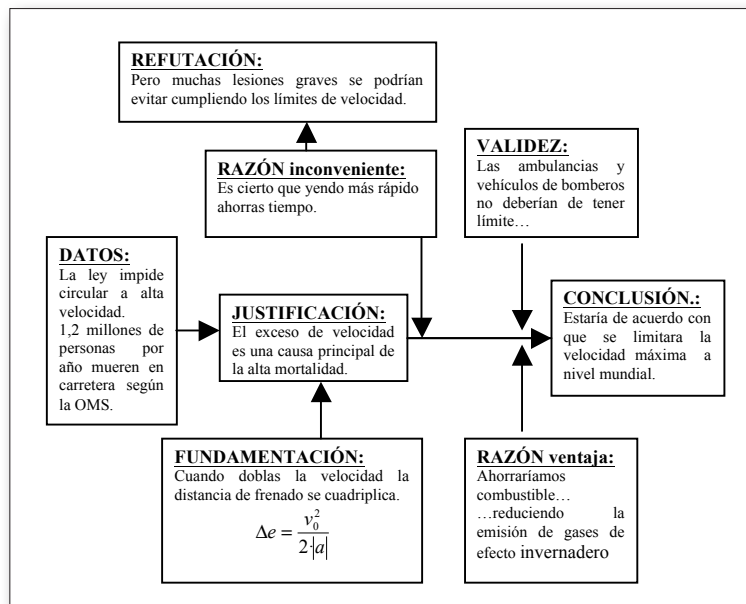 REFUTACIÓN:
Pero muchas lesiones graves se podrían
evitar cumpliendo los límites de velocidad.
RAZÓN inconveniente:
Es cierto que yendo más rápido
ahorras tiempo.
VALIDEZ:
Las ambulancias y
vehículos de bomberos
no deberían de tener
límite…
DATOS:
La ley impide
circular a alta
velocidad.
1,2 millones de
personas por
año mueren en
carretera según
la OMS.
JUSTIFICACIÓN:
El exceso de velocidad
es una causa principal de
la alta mortalidad.
CONCLUSIÓN.:
Estaría de acuerdo con
que se limitara la
velocidad máxima a
nivel mundial.
FUNDAMENTACIÓN:
Cuando doblas la velocidad la
distancia de frenado se cuadriplica.
Δe = v₀² / 2·|a|
RAZÓN ventaja:
Ahorraríamos
combustible…
…reduciendo la
emisión de gases de
efecto invernadero